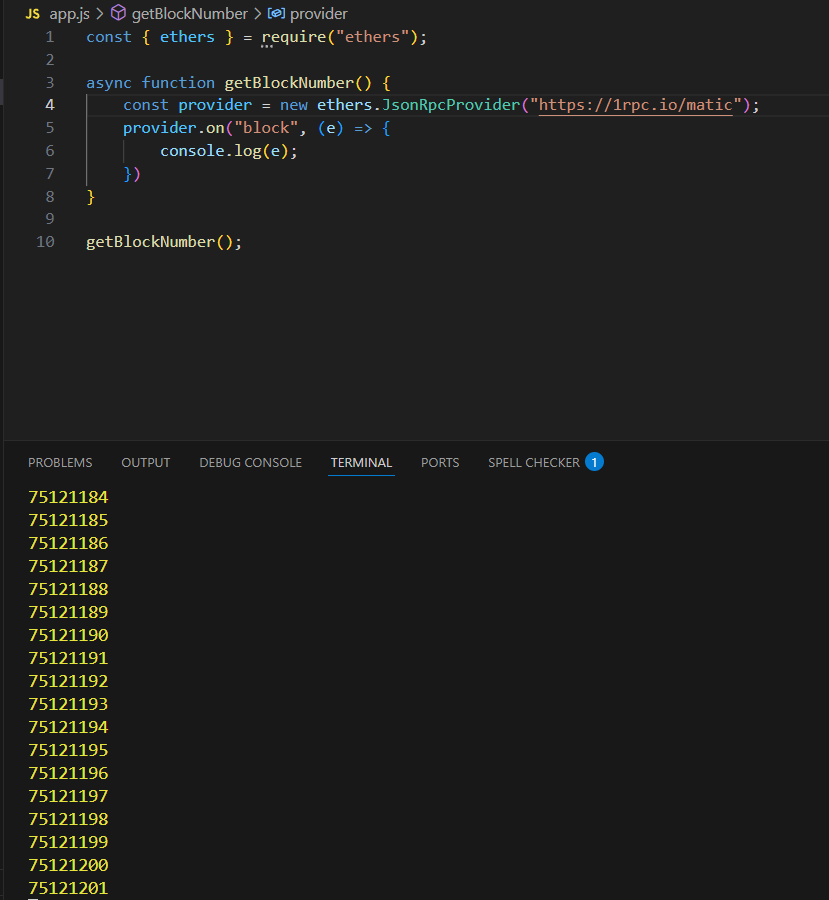 JS app.js > getBlockNumber > provider
1 const { ethers } = require("ethers");
2
3 async function getBlockNumber() {
4 const provider = new ethers.JsonRpcProvider("https://1rpc.io/matic");
5 provider.on("block", (e) => {
6 console.log(e);
7 })
8 }
9
10 getBlockNumber();
PROBLEMS OUTPUT DEBUG CONSOLE TERMINAL PORTS SPELL CHECKER 1
75121184
75121185
75121186
75121187
75121188
75121189
75121190
75121191
75121192
75121193
75121194
75121195
75121196
75121197
75121198
75121199
75121200
75121201